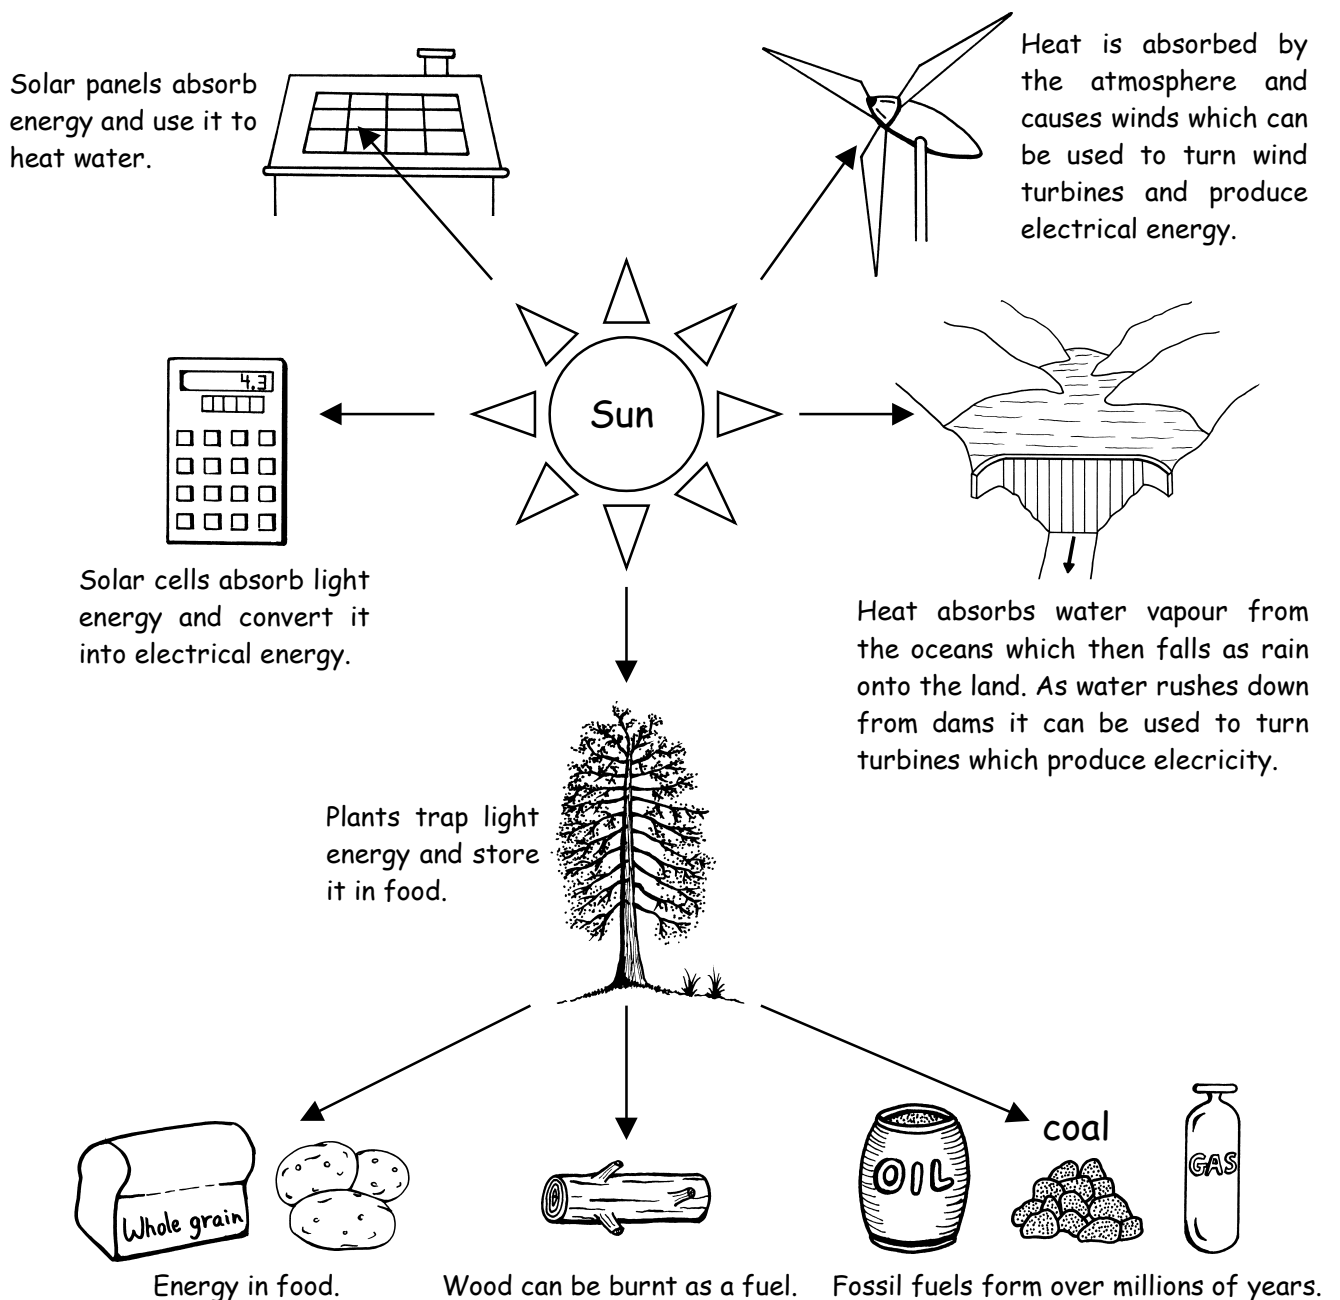 Solar panels absorb
energy and use it to
heat water.
Heat is absorbed by
the atmosphere and
causes winds which can
be used to turn wind
turbines and produce
electrical energy.
4.3
Sun
Solar cells absorb light
energy and convert it
into electrical energy.
Heat absorbs water vapour from
the oceans which then falls as rain
onto the land. As water rushes down
from dams it can be used to turn
turbines which produce elecricity.
Plants trap light
energy and store
it in food.
Whole grain
OIL
coal
GAS
Energy in food.
Wood can be burnt as a fuel.
Fossil fuels form over millions of years.